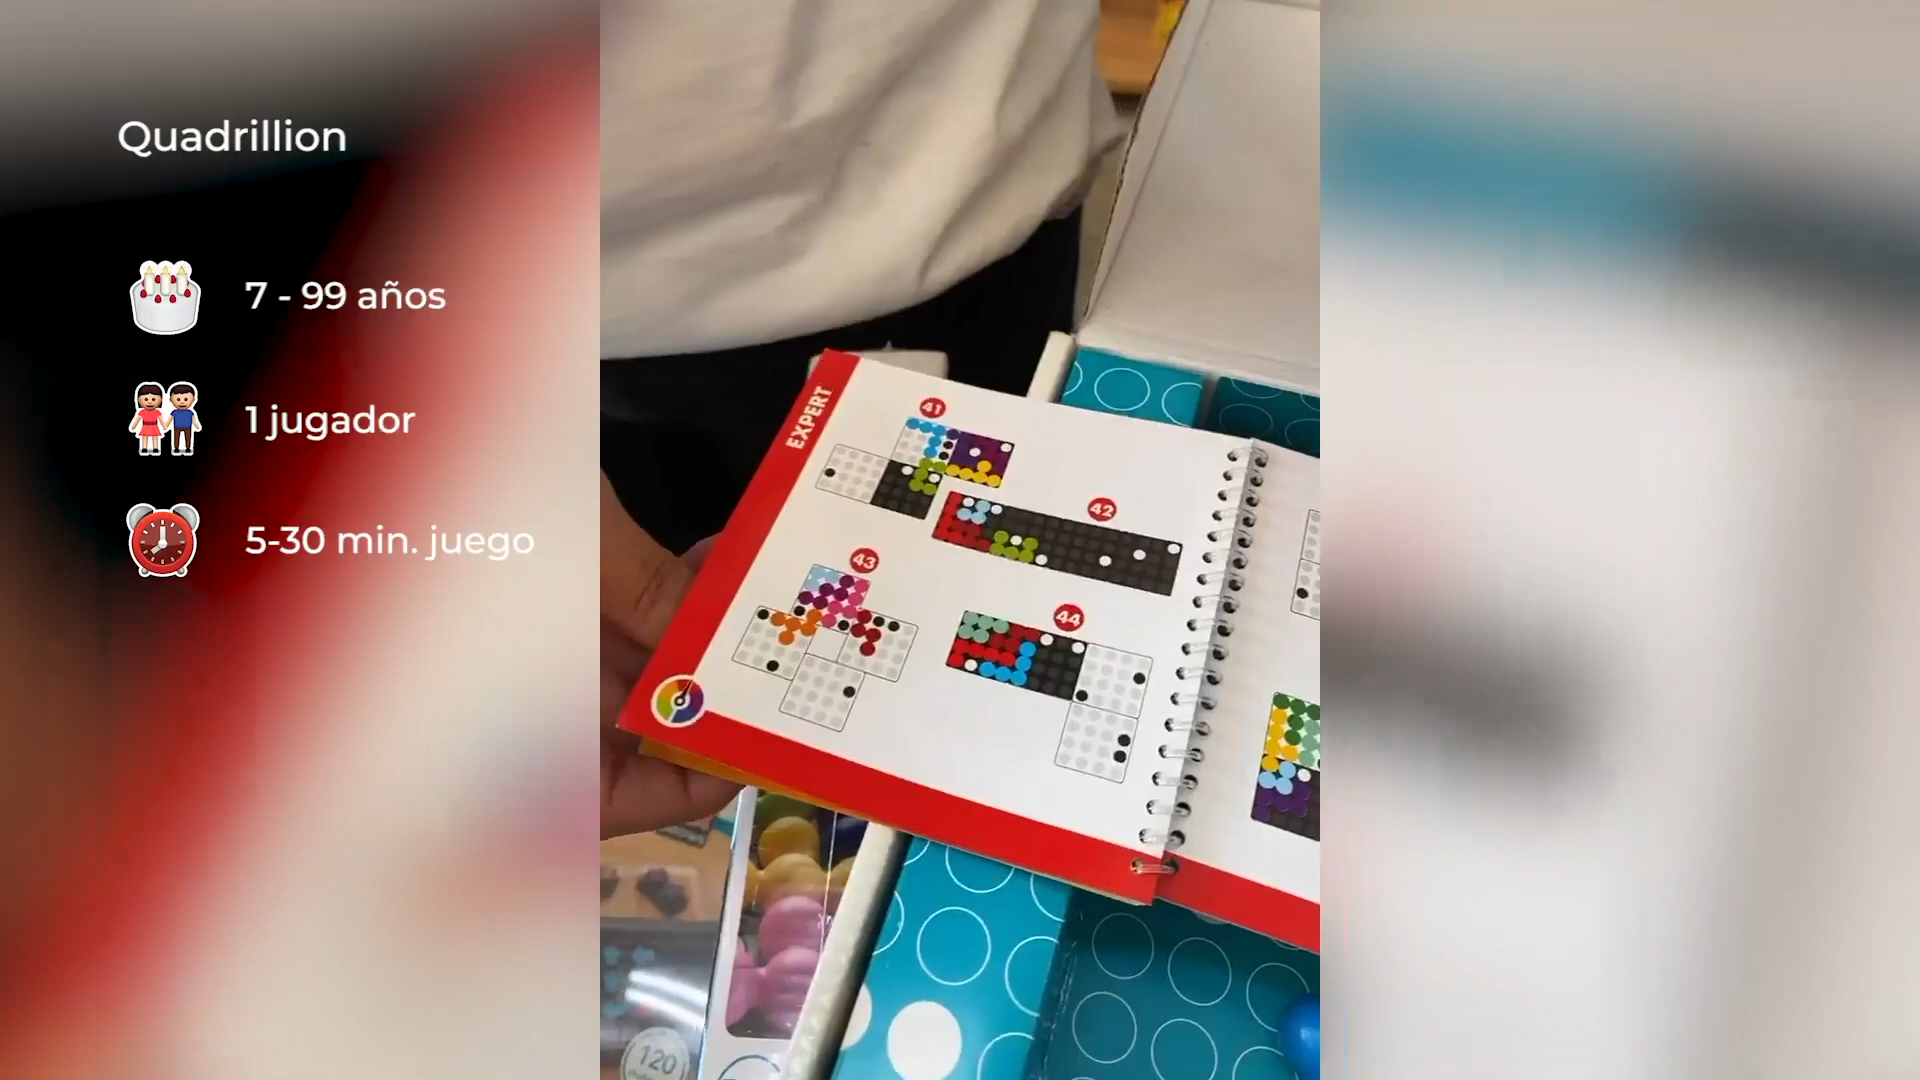 Quadrillion
7 - 99 años
1 jugador
5-30 min. juego
EXPERT
41
42
43
44
120